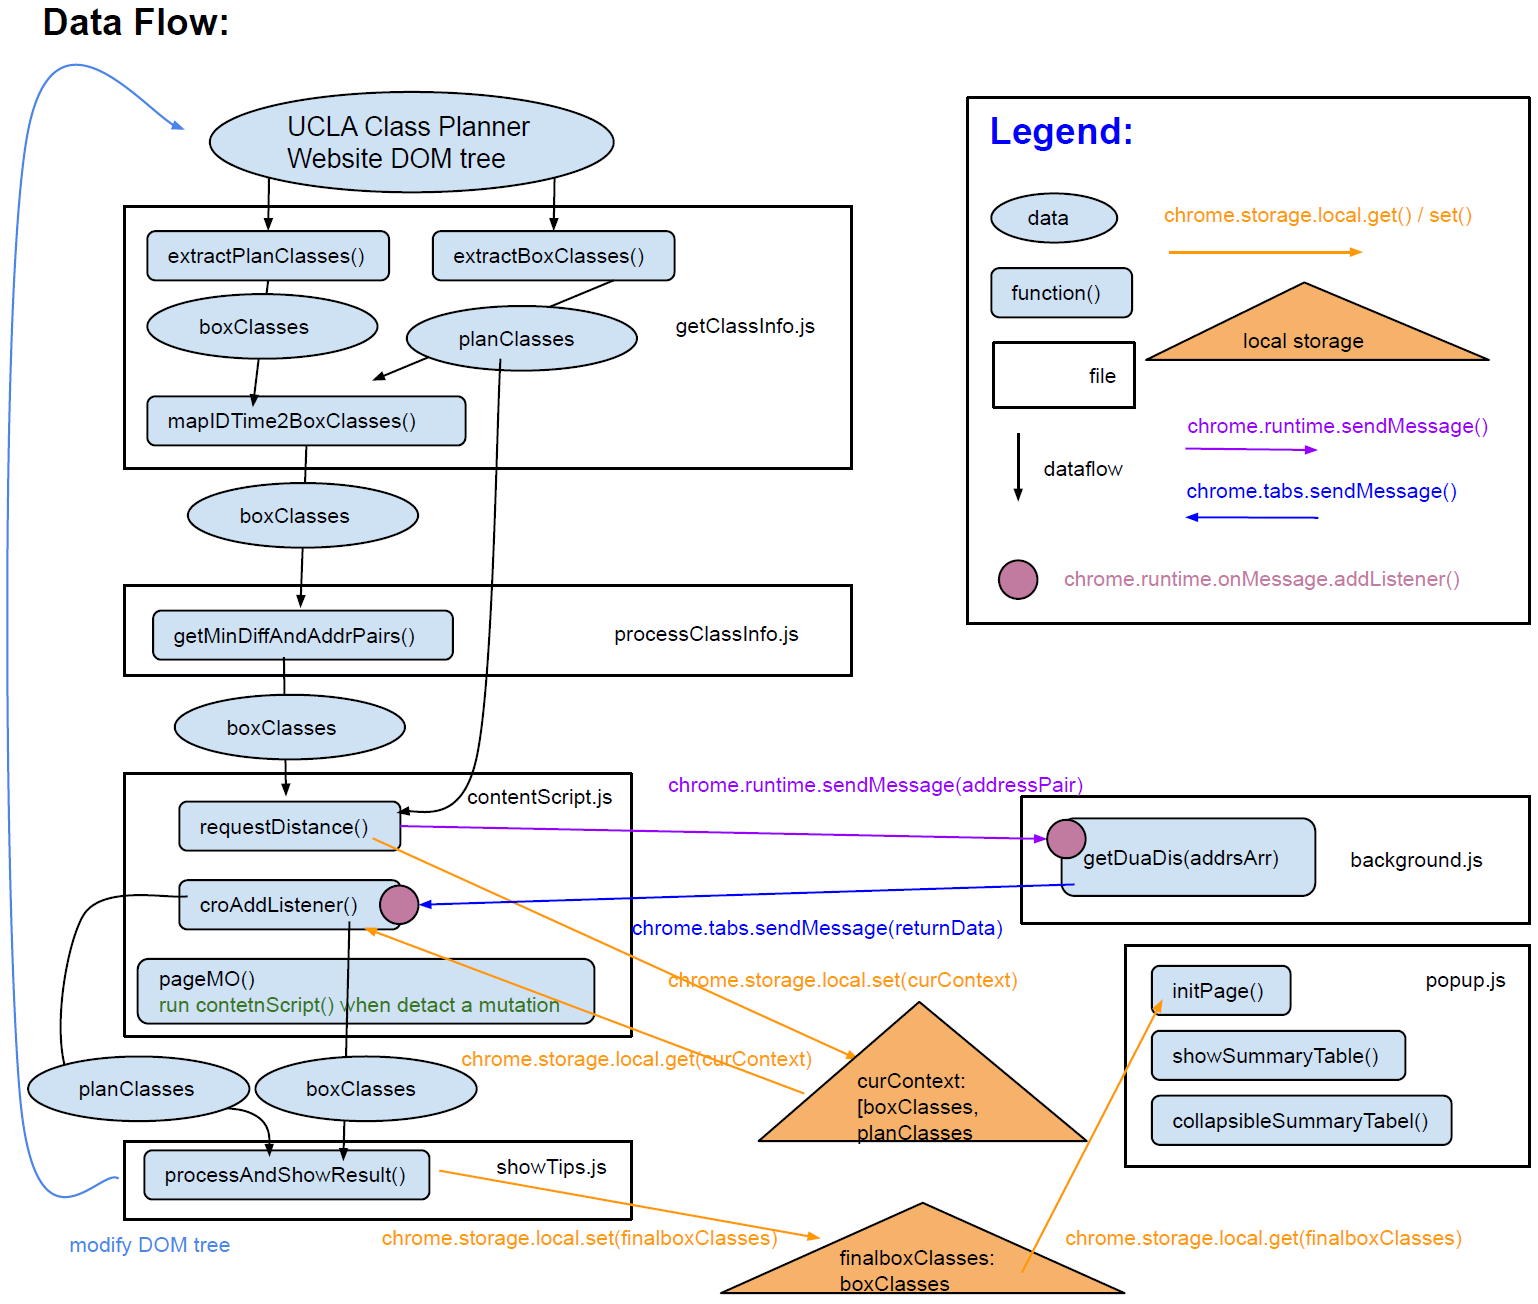 Data Flow:
UCLA Class Planner
Website DOM tree
extractPlanClasses()
extractBoxClasses()
boxClasses
planClasses
getClassInfo.js
mapIDTime2BoxClasses()
boxClasses
getMinDiffAndAddrPairs()
processClassInfo.js
boxClasses
contentScript.js
requestDistance()
croAddListener()
pageMO()
run contetnScript() when detact a mutation
planClasses
boxClasses
processAndShowResult()
showTips.js
modify DOM tree
chrome.runtime.sendMessage(addressPair)
getDuaDis(addrsArr)
background.js
chrome.tabs.sendMessage(returnData)
chrome.storage.local.set(curContext)
chrome.storage.local.get(curContext)
curContext:
[boxClasses,
planClasses
initPage()
popup.js
showSummaryTable()
collapsibleSummaryTabel()
chrome.storage.local.set(finalboxClasses)
finalboxClasses:
boxClasses
chrome.storage.local.get(finalboxClasses)
Legend:
data
chrome.storage.local.get() / set()
function()
local storage
file
chrome.runtime.sendMessage()
dataflow
chrome.tabs.sendMessage()
chrome.runtime.onMessage.addListener()